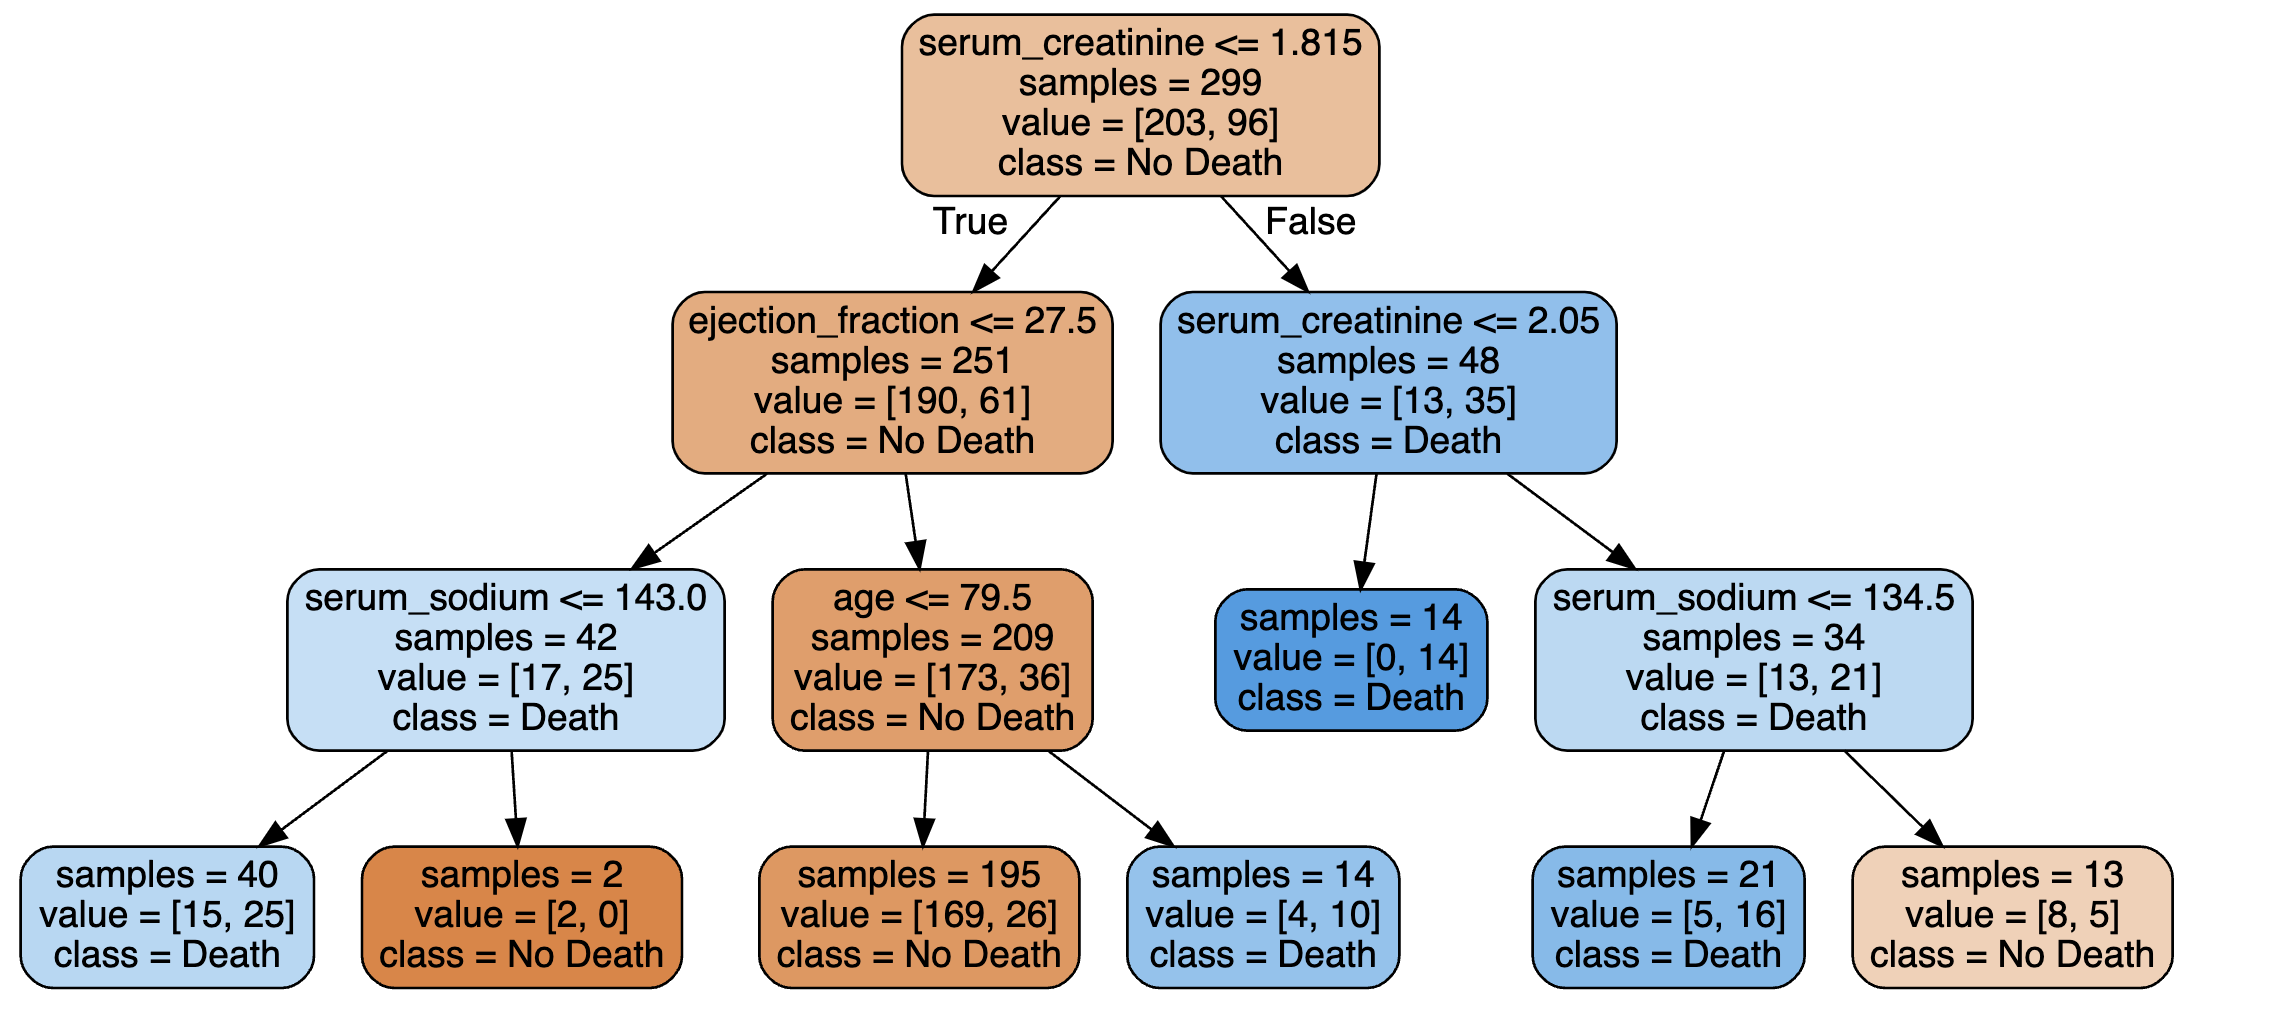 serum_creatinine <= 1.815
samples = 299
value = [203, 96]
class = No Death
True
False
ejection_fraction <= 27.5
samples = 251
value = [190, 61]
class = No Death
serum_creatinine <= 2.05
samples = 48
value = [13, 35]
class = Death
serum_sodium <= 143.0
samples = 42
value = [17, 25]
class = Death
age <= 79.5
samples = 209
value = [173, 36]
class = No Death
samples = 14
value = [0, 14]
class = Death
serum_sodium <= 134.5
samples = 34
value = [13, 21]
class = Death
samples = 40
value = [15, 25]
class = Death
samples = 2
value = [2, 0]
class = No Death
samples = 195
value = [169, 26]
class = No Death
samples = 14
value = [4, 10]
class = Death
samples = 21
value = [5, 16]
class = Death
samples = 13
value = [8, 5]
class = No Death